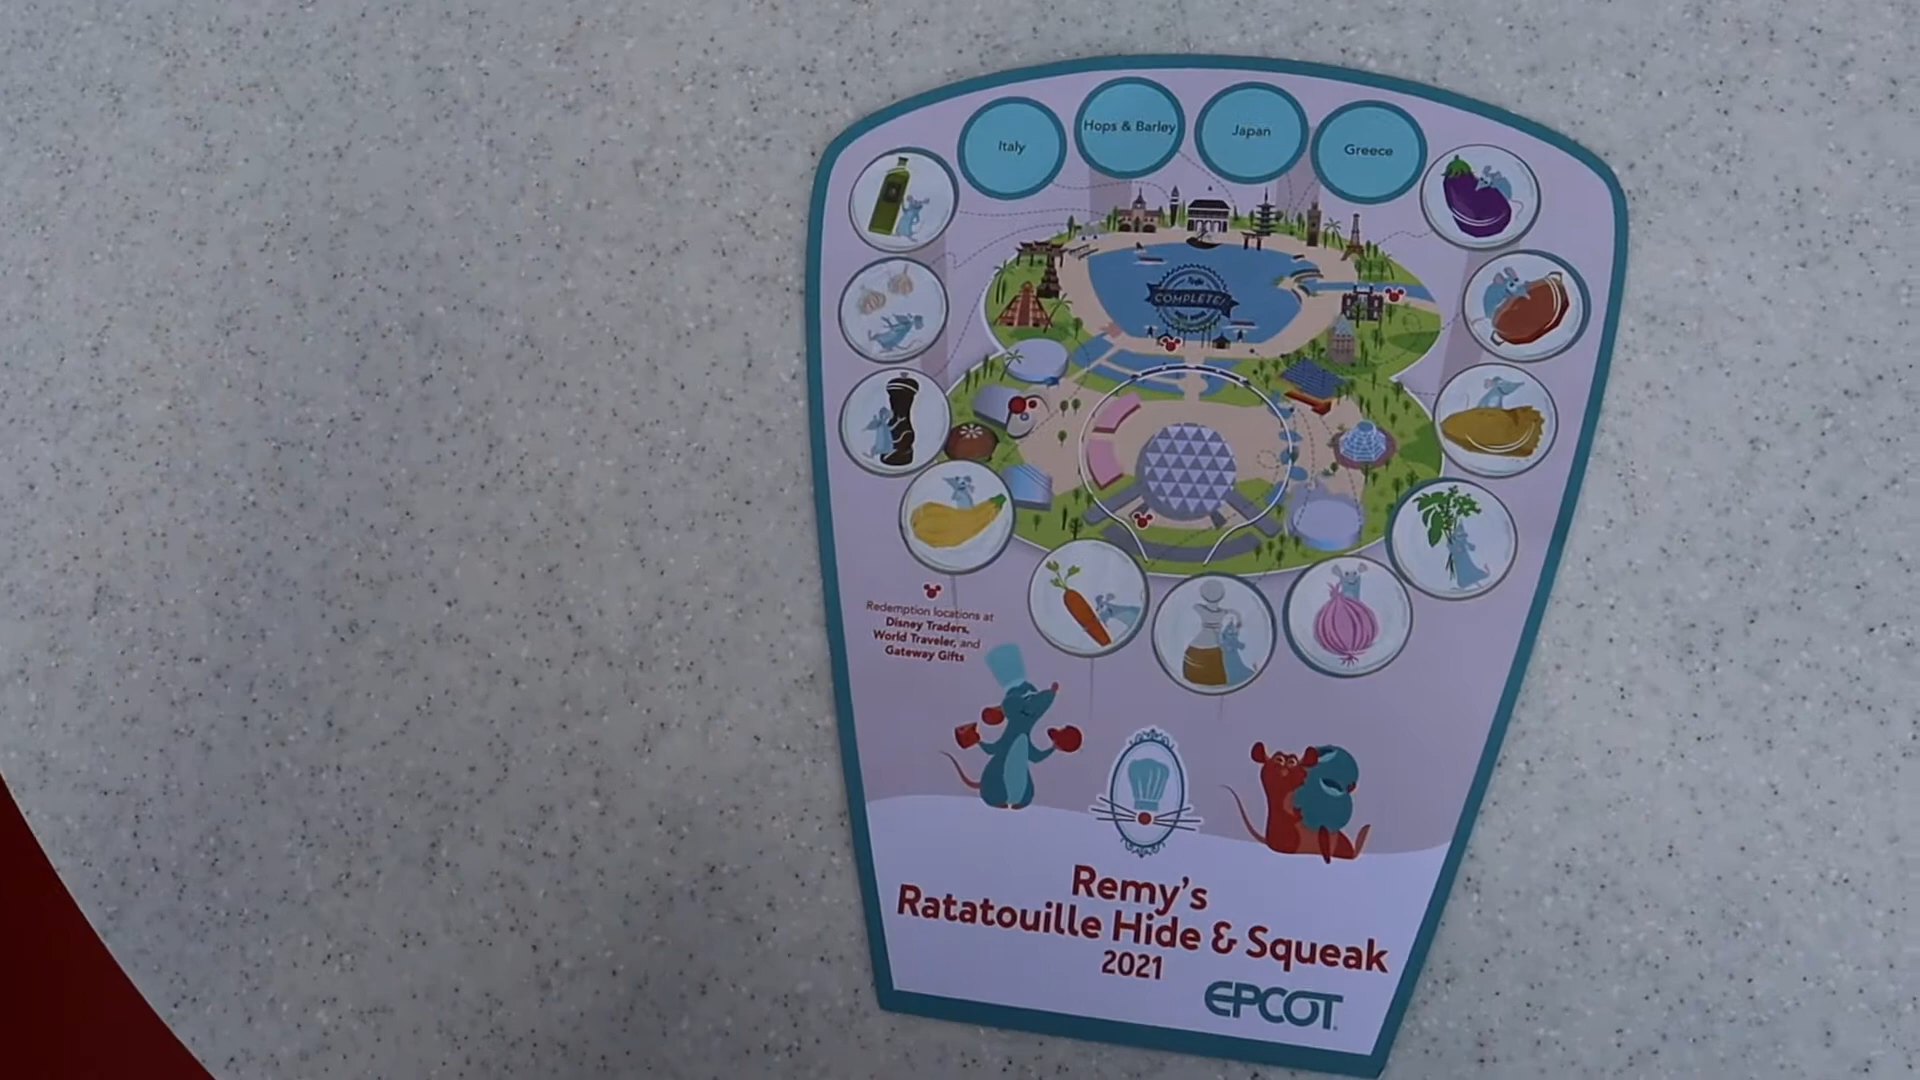 Italy
Hops & Barley
Japan
Greece
COMPLETE!
Redemption locations at
Disney Traders,
World Traveler, and
Gateway Gifts
Remy's
Ratatouille Hide & Squeak
2021
EPCOT